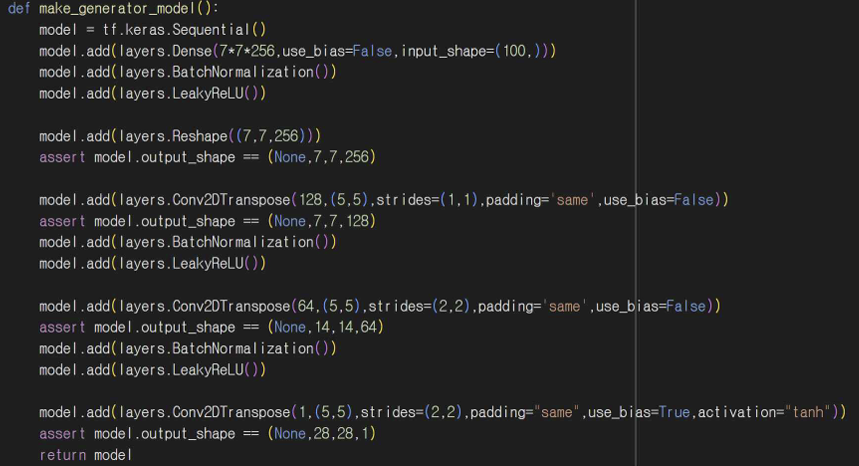 def make_generator_model():
    model = tf.keras.Sequential()
    model.add(layers.Dense(7*7*256,use_bias=False,input_shape=(100,)))
    model.add(layers.BatchNormalization())
    model.add(layers.LeakyReLU())

    model.add(layers.Reshape((7,7,256)))
    assert model.output_shape == (None,7,7,256)

    model.add(layers.Conv2DTranspose(128,(5,5),strides=(1,1),padding='same',use_bias=False))
    assert model.output_shape == (None,7,7,128)
    model.add(layers.BatchNormalization())
    model.add(layers.LeakyReLU())

    model.add(layers.Conv2DTranspose(64,(5,5),strides=(2,2),padding='same',use_bias=False))
    assert model.output_shape == (None,14,14,64)
    model.add(layers.BatchNormalization())
    model.add(layers.LeakyReLU())

    model.add(layers.Conv2DTranspose(1,(5,5),strides=(2,2),padding="same",use_bias=True,activation="tanh"))
    assert model.output_shape == (None,28,28,1)
    return model